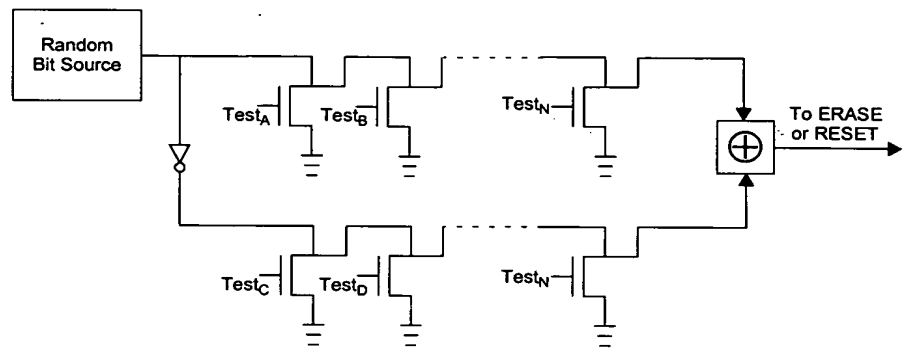 Random
Bit Source
Test_A
Test_B
Test_N
To ERASE
or RESET
Test_C
Test_D
Test_N